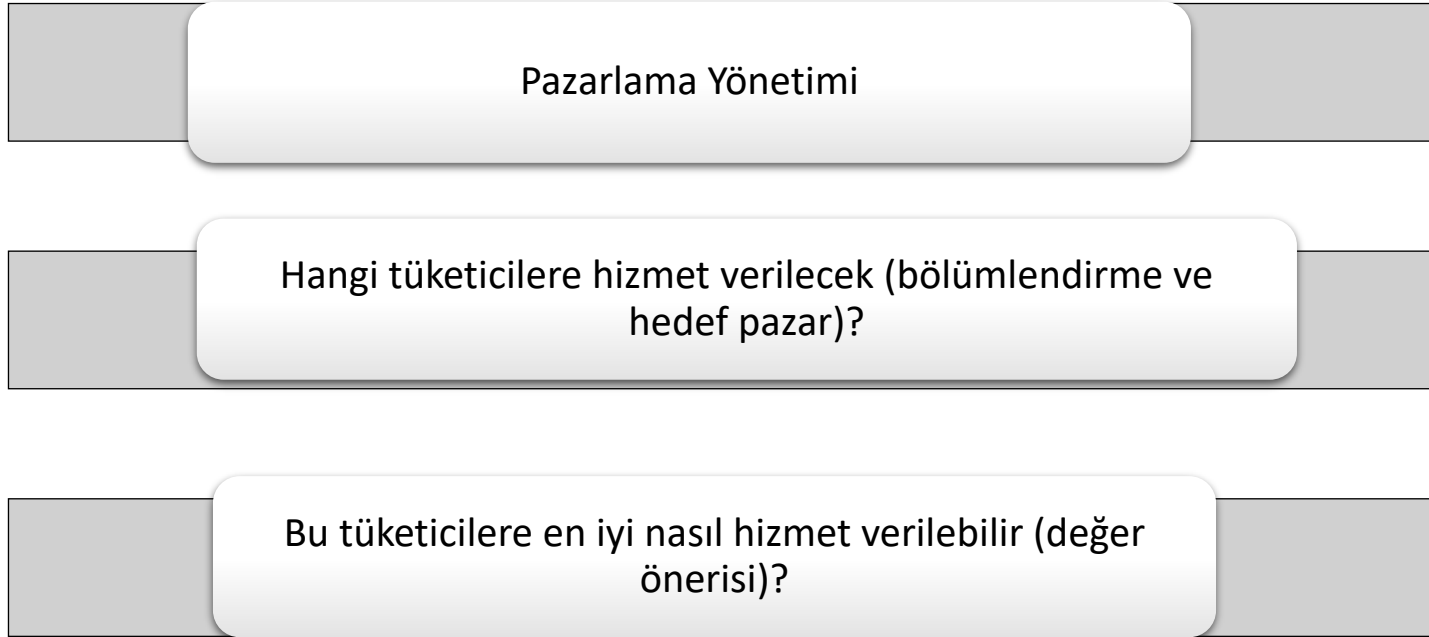 Pazarlama Yönetimi
Hangi tüketicilere hizmet verilecek (bölümlendirme ve
hedef pazar)?
Bu tüketicilere en iyi nasıl hizmet verilebilir (değer
önerisi)?